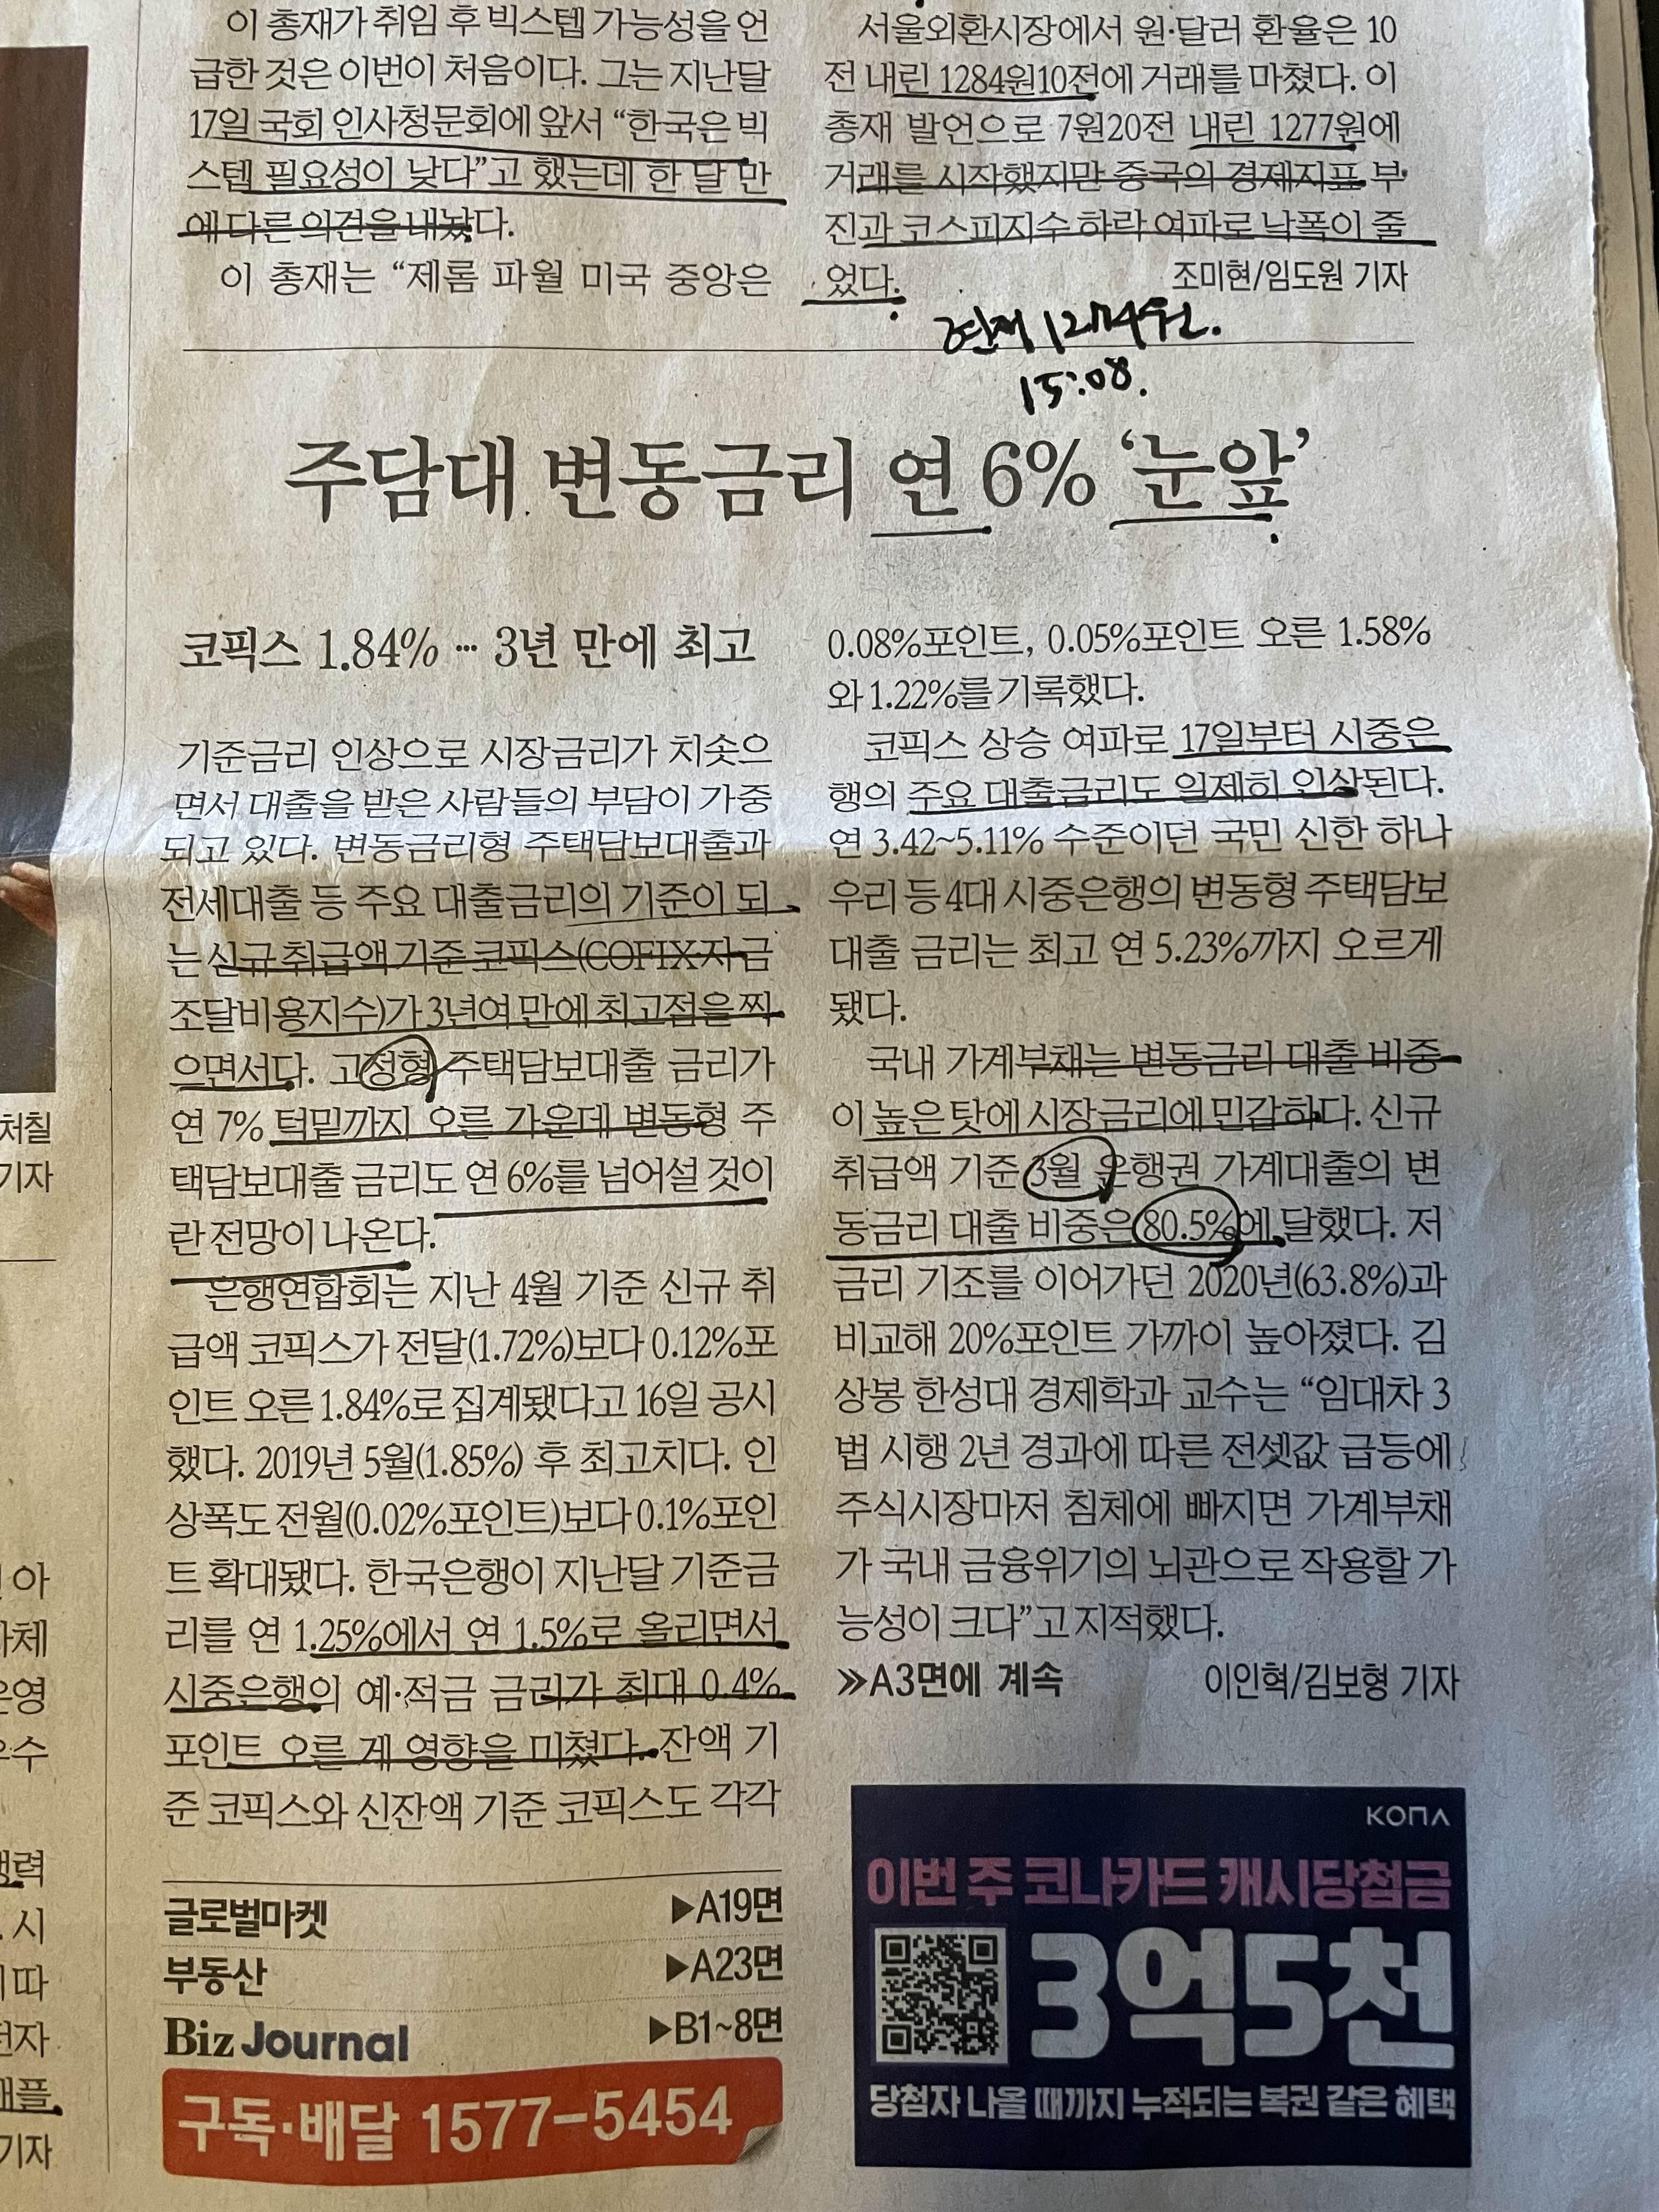 이 총재가 취임 후 빅스텝 가능성을 언
급한 것은 이번이 처음이다. 그는 지난달
17일 국회 인사청문회에 앞서 “한국은 빅
스텝 필요성이 낮다”고 했는데 한 달 만
에 다른 의견을 내놨다.
이 총재는 “제롬 파월 미국 중앙은
서울외환시장에서 원·달러 환율은 10
전 내린 1284원10전에 거래를 마쳤다. 이
총재 발언으로 7원20전 내린 1277원에
거래를 시작했지만 중국의 경제지표 부
진과 코스피지수 하락 여파로 낙폭이 줄
었다.
조미현/임도원 기자
현재 1274원.
15:08.
주담대 변동금리 연 6% ‘눈앞’
코픽스 1.84% … 3년 만에 최고
기준금리 인상으로 시장금리가 치솟으
면서 대출을 받은 사람들의 부담이 가중
되고 있다. 변동금리형 주택담보대출과
전세대출 등 주요 대출금리의 기준이 되
는 신규 취급액 기준 코픽스(COFIX·자금
조달비용지수)가 3년여 만에 최고점을 찍
으면서다. 고정형 주택담보대출 금리가
연 7% 턱밑까지 오른 가운데 변동형 주
택담보대출 금리도 연 6%를 넘어설 것이
란 전망이 나온다.
은행연합회는 지난 4월 기준 신규 취
급액 코픽스가 전달(1.72%)보다 0.12%포
인트 오른 1.84%로 집계됐다고 16일 공시
했다. 2019년 5월(1.85%) 후 최고치다. 인
상폭도 전월(0.02%포인트)보다 0.1%포인
트 확대됐다. 한국은행이 지난달 기준금
리를 연 1.25%에서 연 1.5%로 올리면서
시중은행의 예·적금 금리가 최대 0.4%
포인트 오른 게 영향을 미쳤다. 잔액 기
준 코픽스와 신잔액 기준 코픽스도 각각
0.08%포인트, 0.05%포인트 오른 1.58%
와 1.22%를 기록했다.
코픽스 상승 여파로 17일부터 시중은
행의 주요 대출금리도 일제히 인상된다.
연 3.42~5.11% 수준이던 국민 신한 하나
우리 등 4대 시중은행의 변동형 주택담보
대출 금리는 최고 연 5.23%까지 오르게
됐다.
국내 가계부채는 변동금리 대출 비중
이 높은 탓에 시장금리에 민감하다. 신규
취급액 기준 3월 은행권 가계대출의 변
동금리 대출 비중은 80.5%에 달했다. 저
금리 기조를 이어가던 2020년(63.8%)과
비교해 20%포인트 가까이 높아졌다. 김
상봉 한성대 경제학과 교수는 “임대차 3
법 시행 2년 경과에 따른 전셋값 급등에
주식시장마저 침체에 빠지면 가계부채
가 국내 금융위기의 뇌관으로 작용할 가
능성이 크다”고 지적했다.
≫A3면에 계속
이인혁/김보형 기자
글로벌마켓 ▶A19면
부동산 ▶A23면
Biz Journal ▶B1~8면
구독·배달 1577-5454
KONA
이번 주 코나카드 캐시당첨금
3억5천
당첨자 나올 때까지 누적되는 복권 같은 혜택
처칠
기자